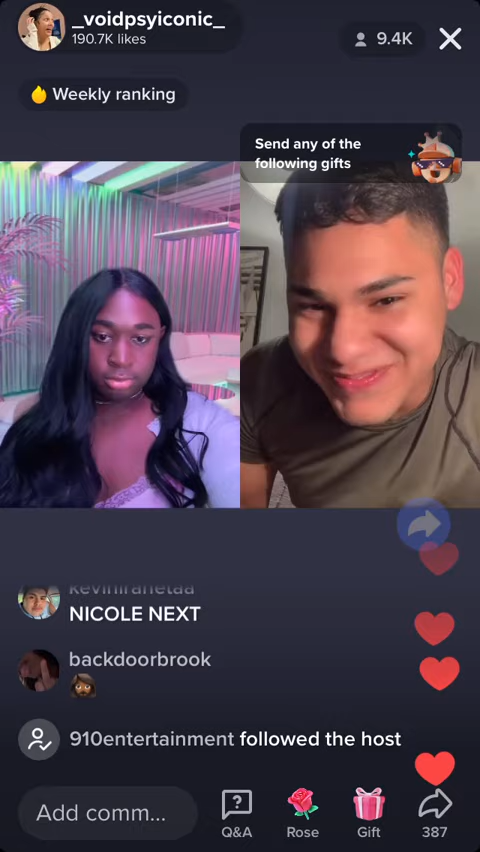 _voidpsyiconic_
190.7K likes
9.4K
Weekly ranking
Send any of the
following gifts
NICOLE NEXT
backdoorbrook
910entertainment followed the host
Add comm...
Q&A
Rose
Gift
387